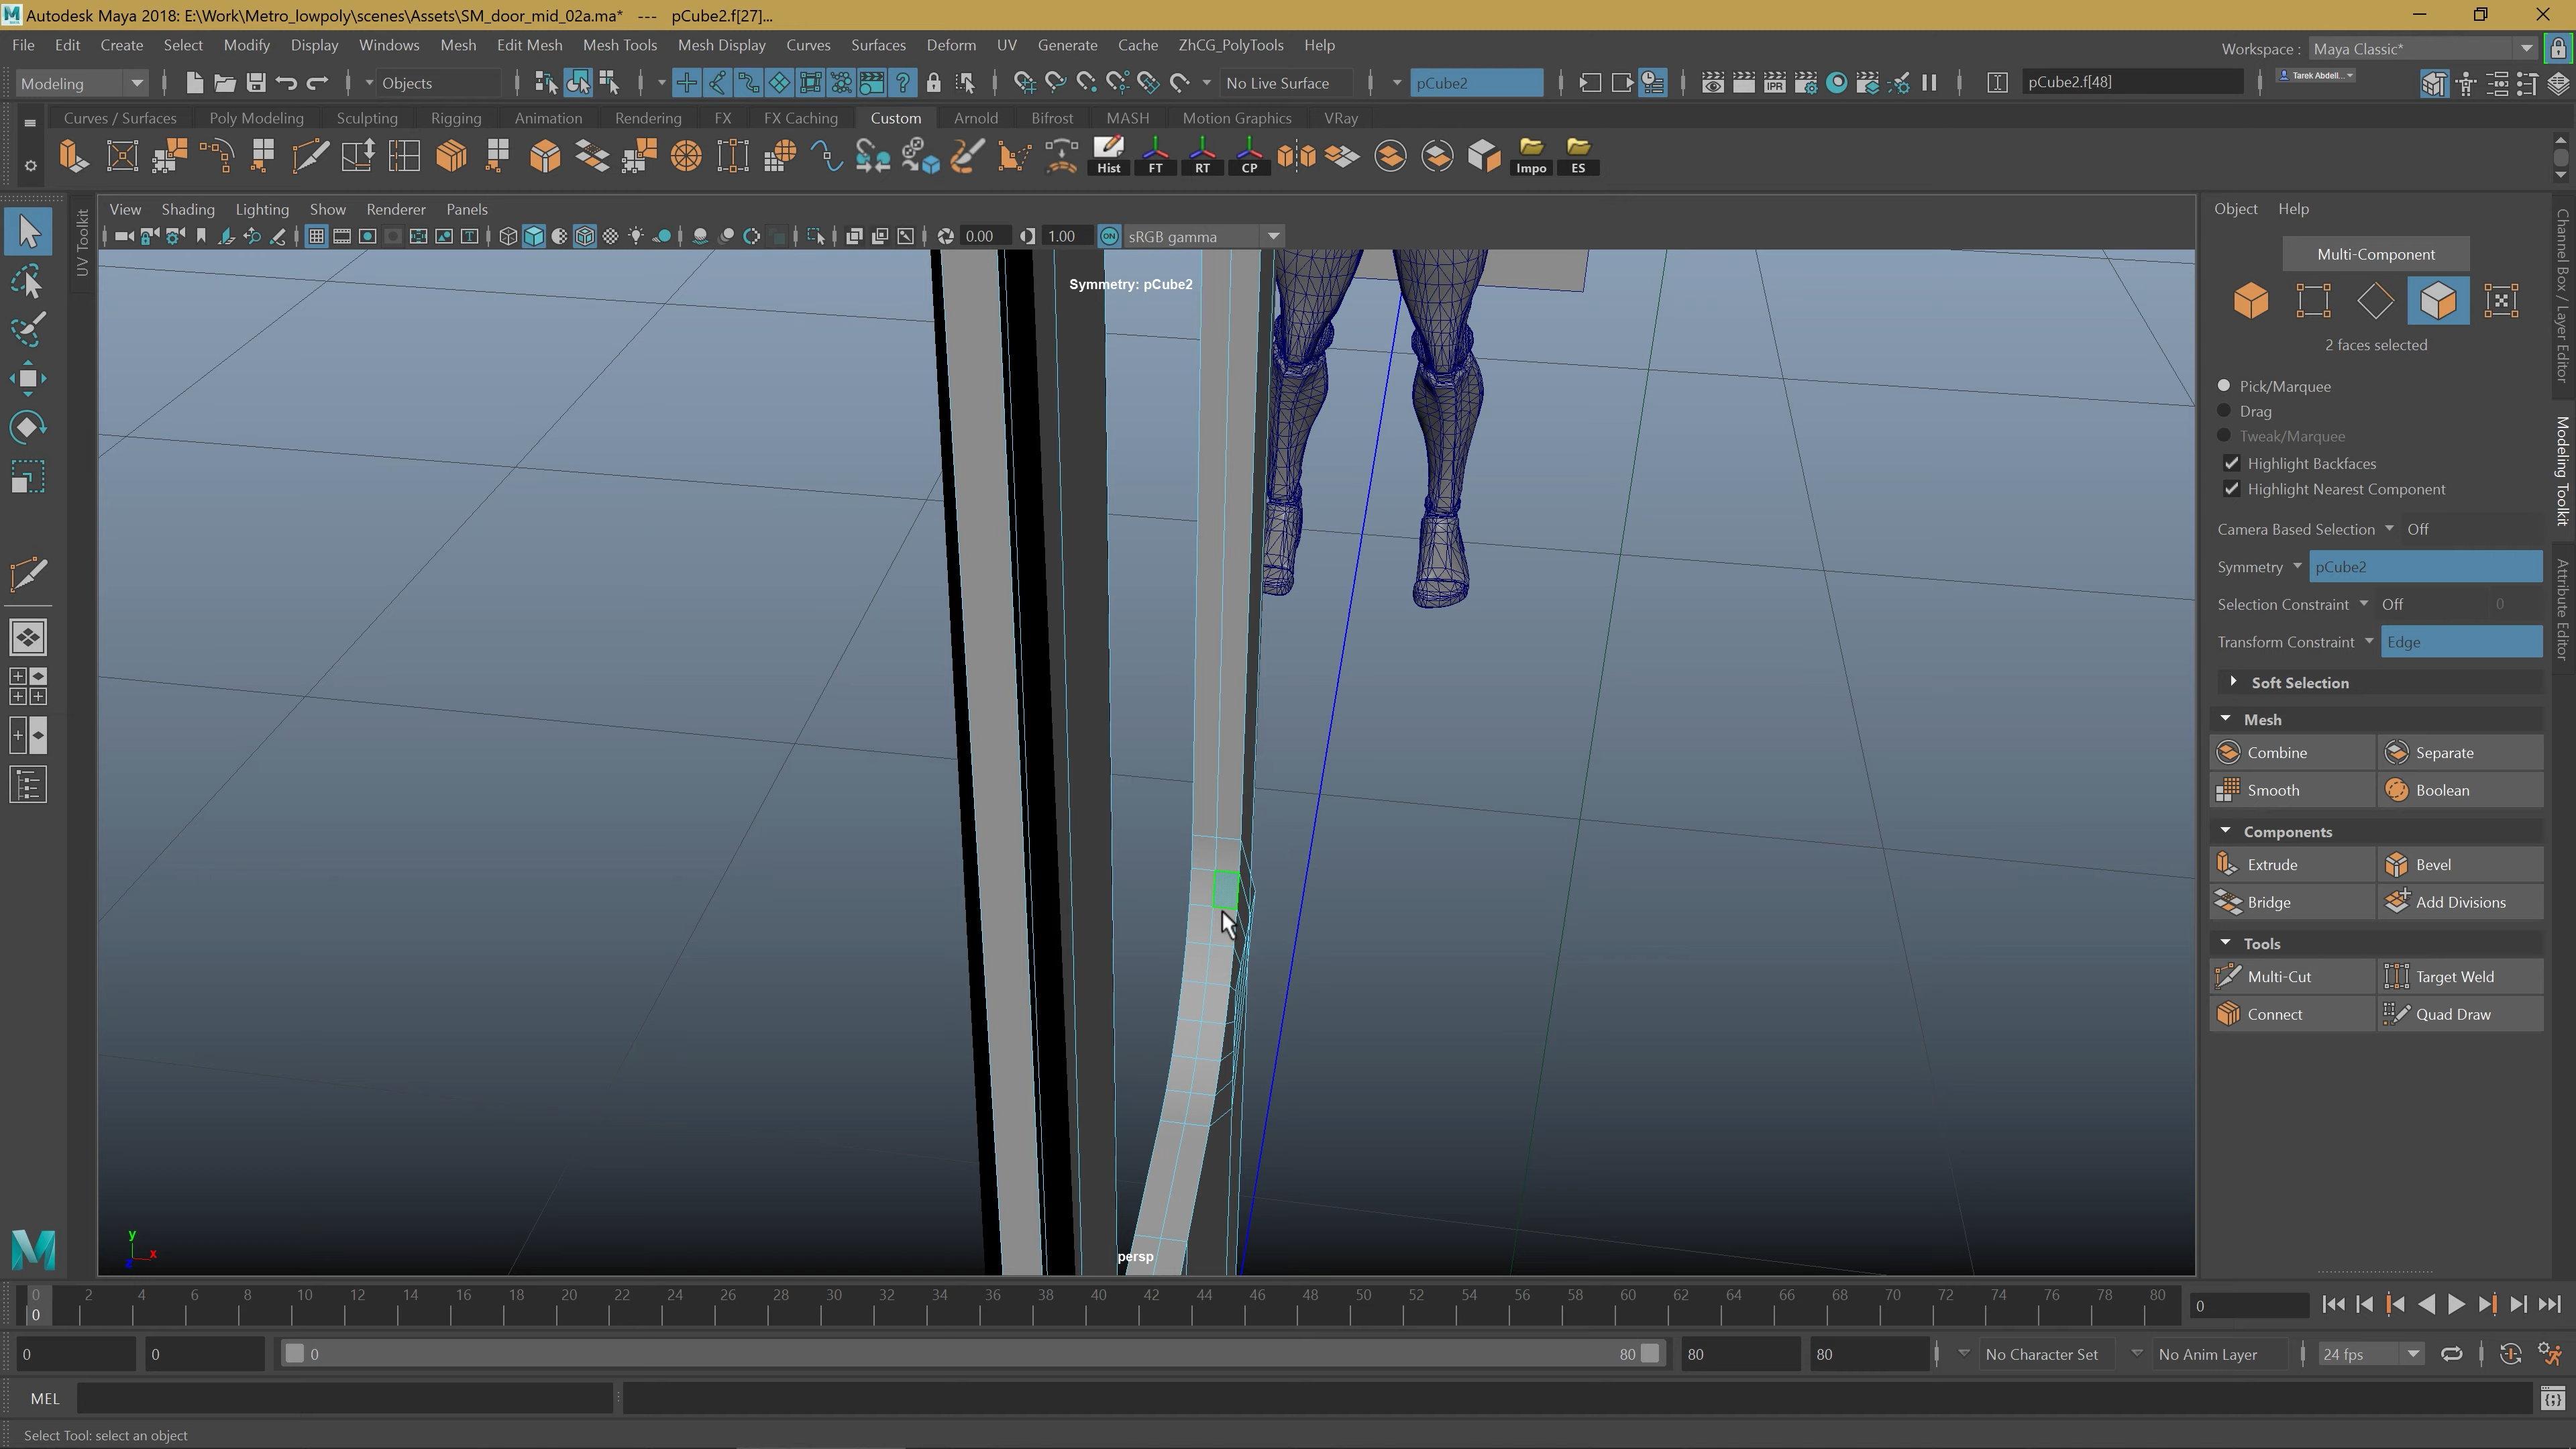 Autodesk Maya 2018: E:\Work\Metro_lowpoly\scenes\Assets\SM_door_mid_02a.ma* --- pCube2.f[27]...
File Edit Create Select Modify Display Windows Mesh Edit Mesh Mesh Tools Mesh Display Curves Surfaces Deform UV Generate Cache ZhCG_PolyTools Help
Workspace : Maya Classic*
Modeling Objects No Live Surface pCube2 IPR pCube2.f[48] Tarek Abdell...
Curves / Surfaces Poly Modeling Sculpting Rigging Animation Rendering FX FX Caching Custom Arnold Bifrost MASH Motion Graphics VRay
Hist FT RT CP Impo ES
View Shading Lighting Show Renderer Panels
0.00 1.00 ON sRGB gamma
UV Toolkit
Symmetry: pCube2
persp
y
x
Object Help
Multi-Component
2 faces selected
Pick/Marquee
Drag
Tweak/Marquee
Highlight Backfaces
Highlight Nearest Component
Camera Based Selection Off
Symmetry pCube2
Selection Constraint Off 0
Transform Constraint Edge
Soft Selection
Mesh
Combine Separate
Smooth Boolean
Components
Extrude Bevel
Bridge Add Divisions
Tools
Multi-Cut Target Weld
Connect Quad Draw
Channel Box / Layer Editor
Modeling Toolkit
Attribute Editor
0 2 4 6 8 10 12 14 16 18 20 22 24 26 28 30 32 34 36 38 40 42 44 46 48 50 52 54 56 58 60 62 64 66 68 70 72 74 76 78 80
0 0
0 0 0 80 80 80 No Character Set No Anim Layer 24 fps
MEL
Select Tool: select an object